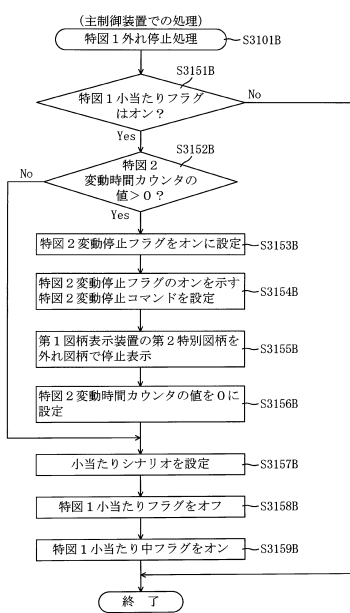 (主制御装置での処理)
特図１外れ停止処理
S3101B
S3151B
特図１小当たりフラグ
はオン？
No
Yes
S3152B
特図２
変動時間カウンタの
値＞０？
No
Yes
特図２変動停止フラグをオンに設定
S3153B
特図２変動停止フラグのオンを示す
特図２変動停止コマンドを設定
S3154B
第１図柄表示装置の第２特別図柄を
外れ図柄で停止表示
S3155B
特図２変動時間カウンタの値を０に
設定
S3156B
小当たりシナリオを設定
S3157B
特図１小当たりフラグをオフ
S3158B
特図１小当たり中フラグをオン
S3159B
終 了